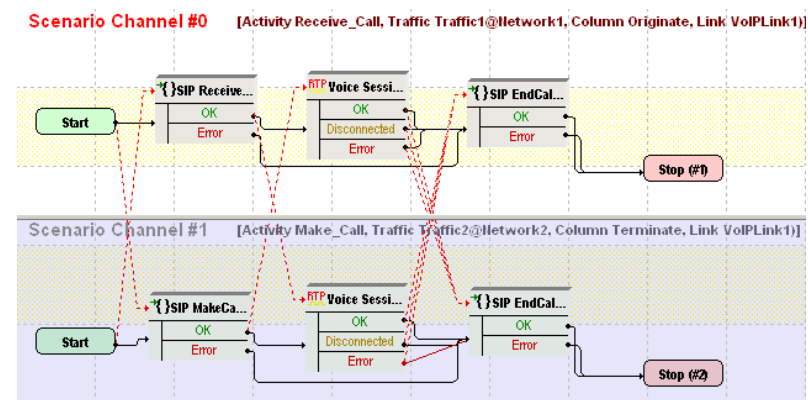 Scenario Channel #0 [Activity Receive_Call, Traffic Traffic1@Network1, Column Originate, Link VoIPLink1)]
{}SIP Receive...
OK
Error
RTP Voice Sessi...
OK
Disconnected
Error
{}SIP EndCal...
OK
Error
Start
Stop (#1)
Scenario Channel #1 [Activity Make_Call, Traffic Traffic2@Network2, Column Terminate, Link VoIPLink1)]
{}SIP MakeCa...
OK
Error
RTP Voice Sessi...
OK
Disconnected
Error
{}SIP EndCal...
OK
Error
Start
Stop (#2)